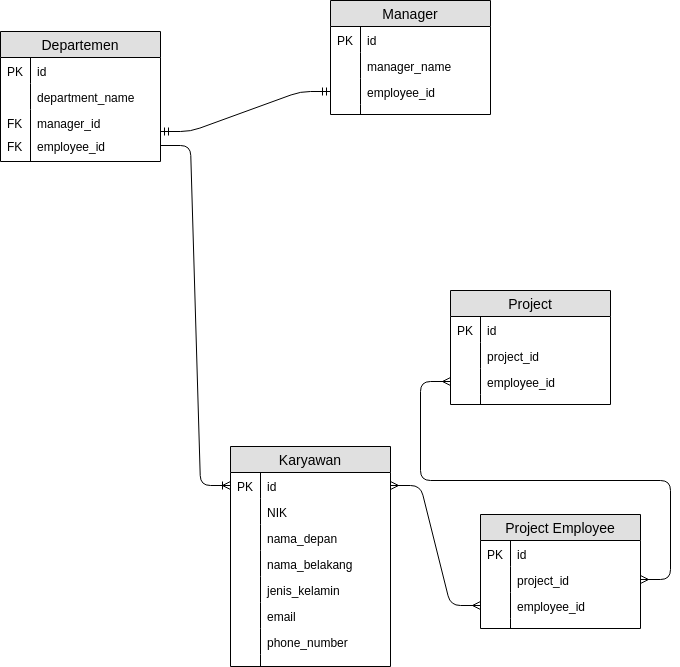 Departemen
PK id
department_name
FK manager_id
FK employee_id
Manager
PK id
manager_name
employee_id
Project
PK id
project_id
employee_id
Karyawan
PK id
NIK
nama_depan
nama_belakang
jenis_kelamin
email
phone_number
Project Employee
PK id
project_id
employee_id